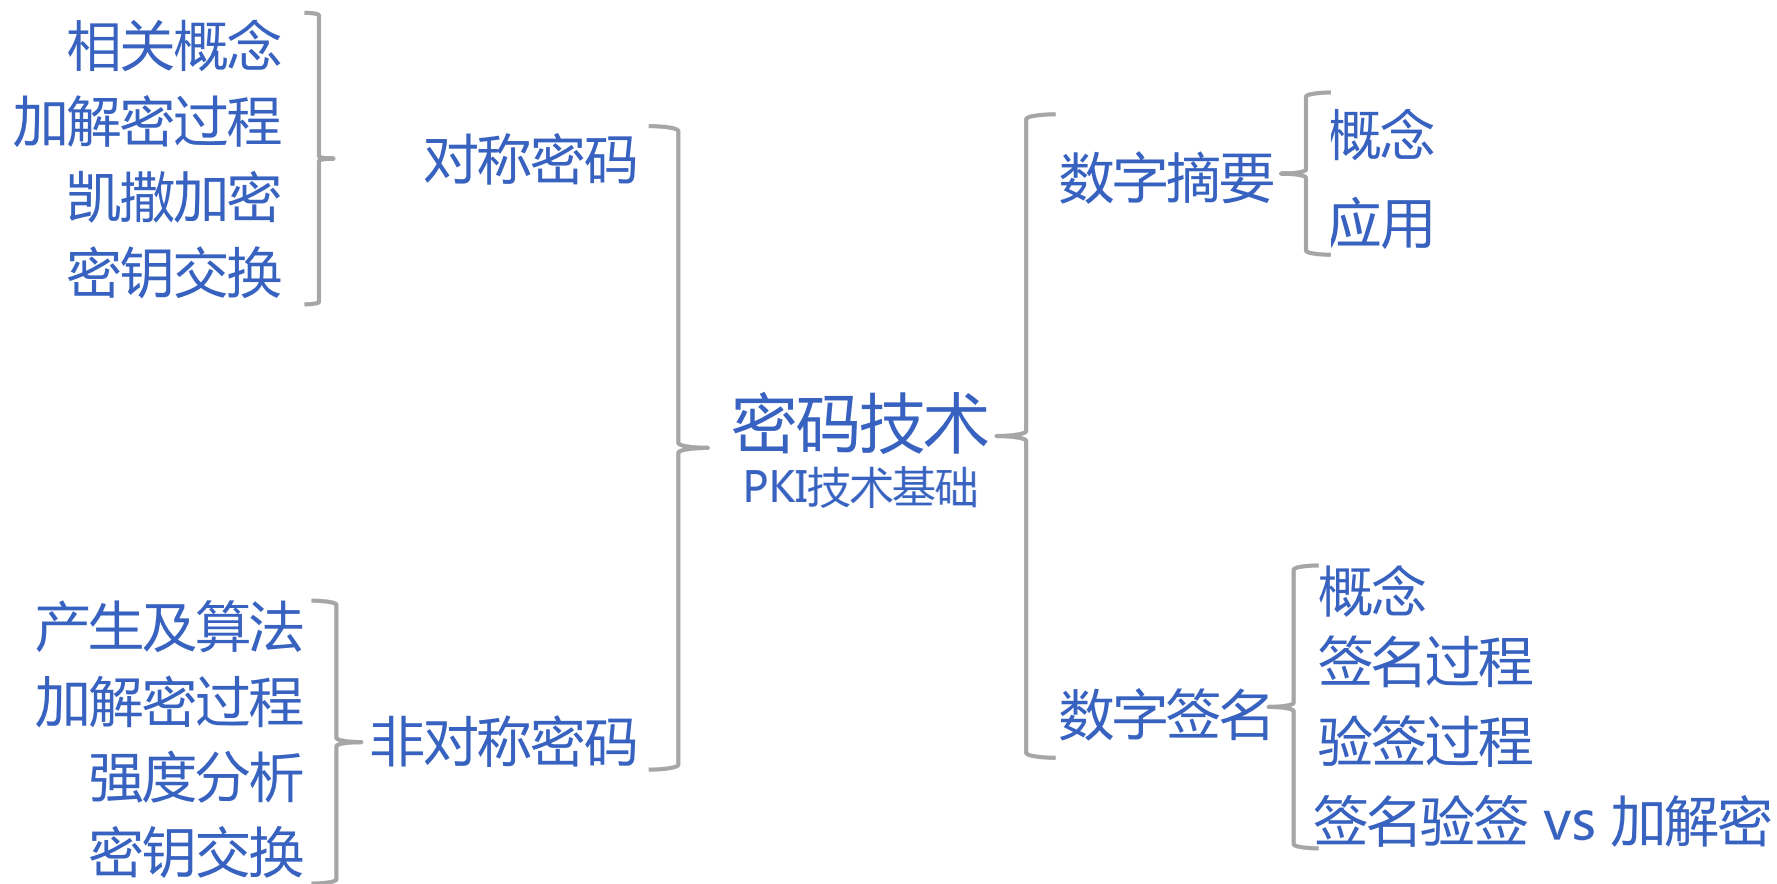 相关概念
加解密过程
凯撒加密
密钥交换
对称密码
产生及算法
加解密过程
强度分析
密钥交换
非对称密码
密码技术
PKI技术基础
数字摘要
概念
应用
数字签名
概念
签名过程
验签过程
签名验签 vs 加解密